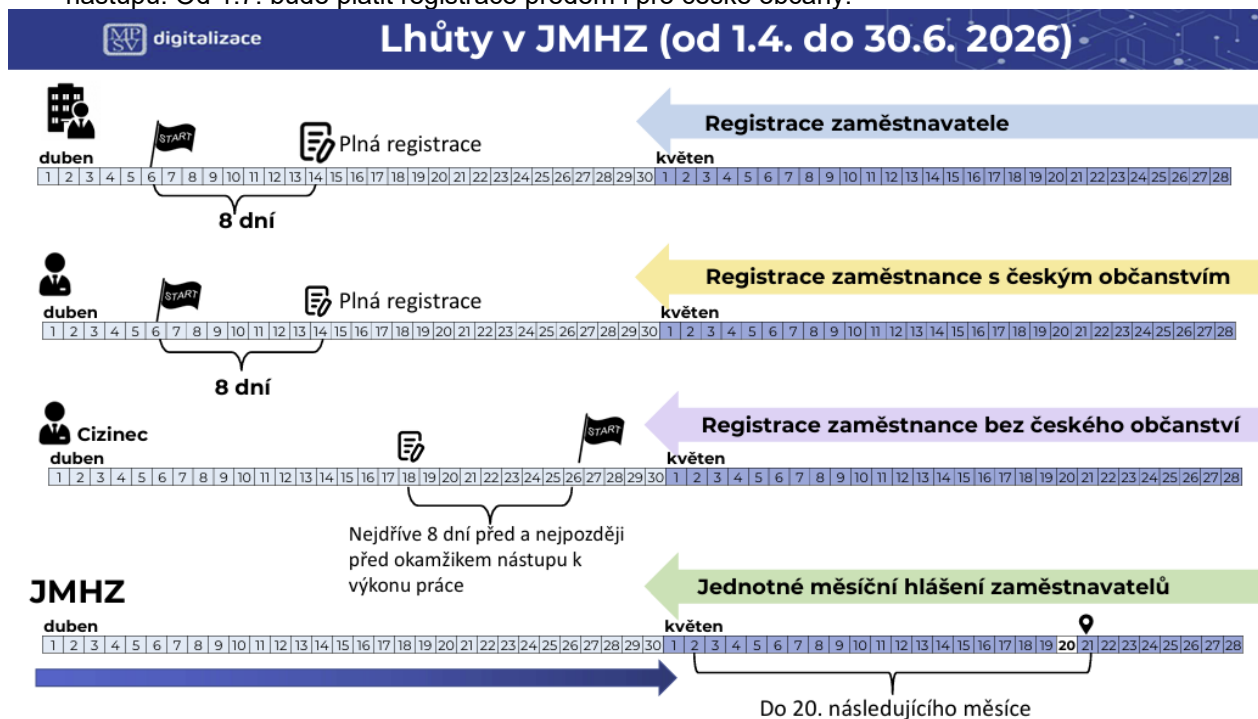 nástupu. Od 1.7. bude platit registrace předem i pro české občany.
MPSV digitalizace
Lhůty v JMHZ (od 1.4. do 30.6. 2026)
Registrace zaměstnavatele
START
Plná registrace
duben
květen
1 2 3 4 5 6 7 8 9 10 11 12 13 14 15 16 17 18 19 20 21 22 23 24 25 26 27 28 29 30 1 2 3 4 5 6 7 8 9 10 11 12 13 14 15 16 17 18 19 20 21 22 23 24 25 26 27 28
8 dní
Registrace zaměstnance s českým občanstvím
START
Plná registrace
duben
květen
1 2 3 4 5 6 7 8 9 10 11 12 13 14 15 16 17 18 19 20 21 22 23 24 25 26 27 28 29 30 1 2 3 4 5 6 7 8 9 10 11 12 13 14 15 16 17 18 19 20 21 22 23 24 25 26 27 28
8 dní
Registrace zaměstnance bez českého občanství
Cizinec
START
duben
květen
1 2 3 4 5 6 7 8 9 10 11 12 13 14 15 16 17 18 19 20 21 22 23 24 25 26 27 28 29 30 1 2 3 4 5 6 7 8 9 10 11 12 13 14 15 16 17 18 19 20 21 22 23 24 25 26 27 28
Nejdříve 8 dní před a nejpozději
před okamžikem nástupu k
výkonu práce
JMHZ
Jednotné měsíční hlášení zaměstnavatelů
duben
květen
1 2 3 4 5 6 7 8 9 10 11 12 13 14 15 16 17 18 19 20 21 22 23 24 25 26 27 28 29 30 1 2 3 4 5 6 7 8 9 10 11 12 13 14 15 16 17 18 19 20 21 22 23 24 25 26 27 28
Do 20. následujícího měsíce